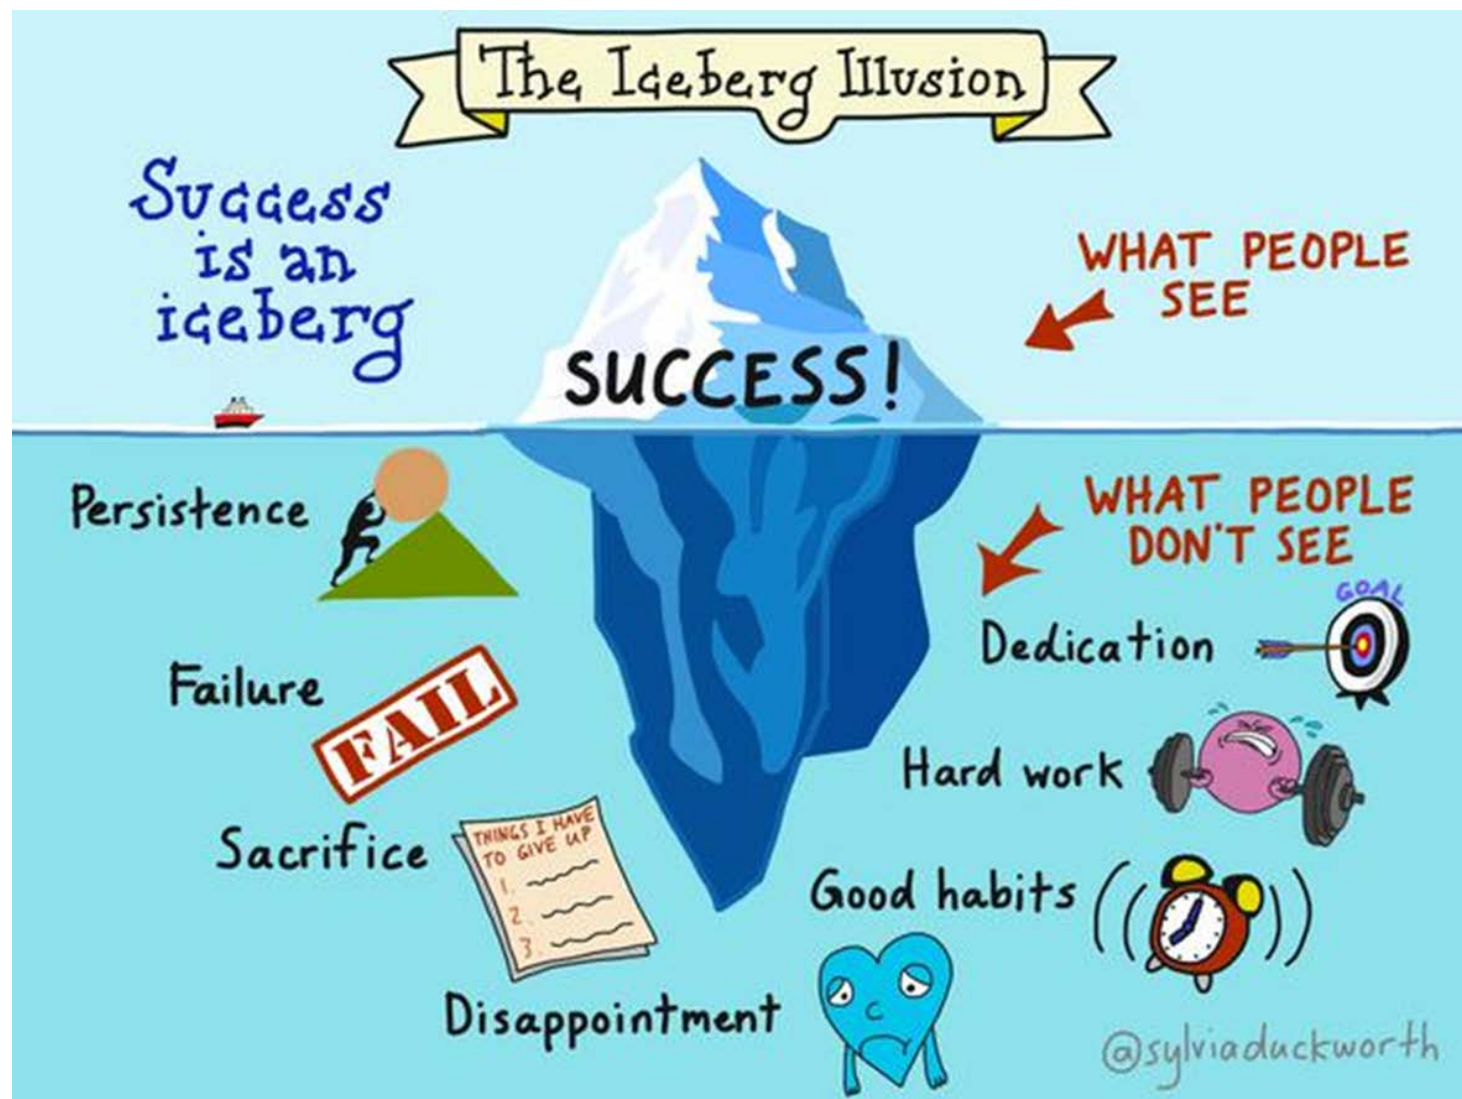 The Iceberg Illusion
Success
is an
iceberg
WHAT PEOPLE
SEE
SUCCESS!
Persistence
WHAT PEOPLE
DON'T SEE
GOAL
Dedication
Failure
FAIL
Hard work
Sacrifice
THINGS I HAVE
TO GIVE UP
1.
2.
3.
Good habits
Disappointment
@sylviaduckworth